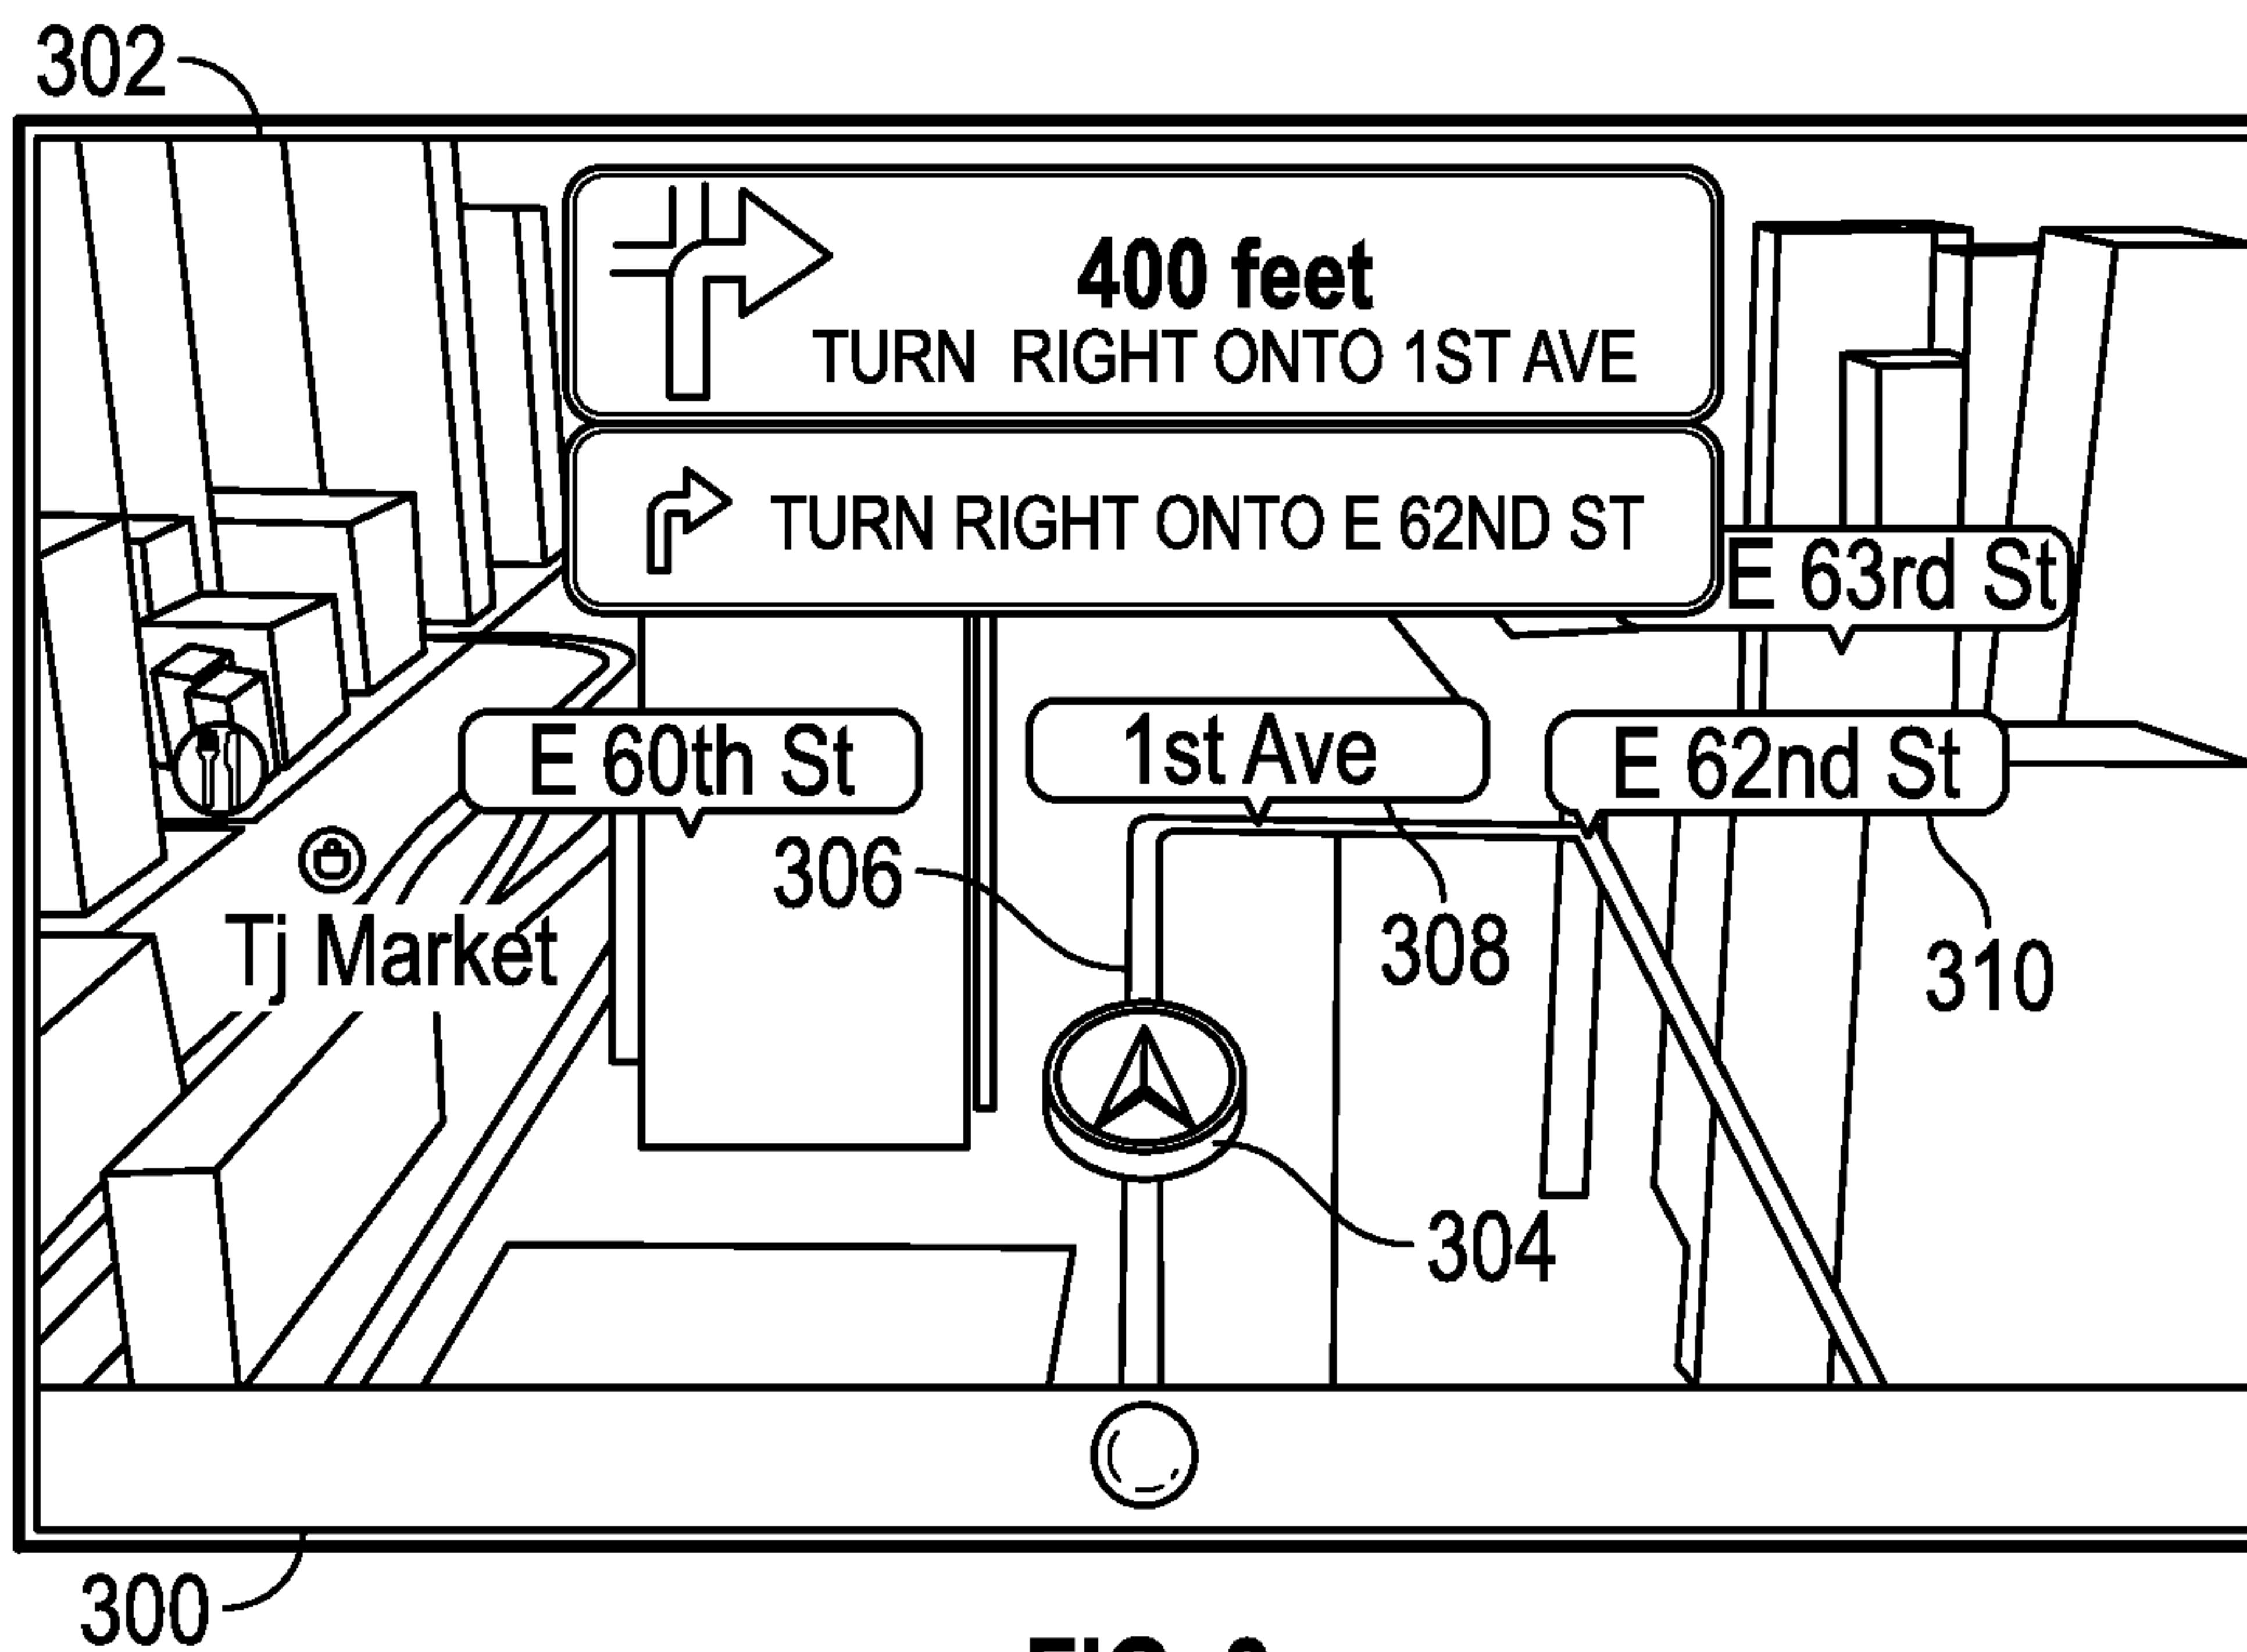 302
400 feet
TURN RIGHT ONTO 1ST AVE
TURN RIGHT ONTO E 62ND ST
E 63rd St
E 60th St
1st Ave
E 62nd St
306
308
310
Tj Market
304
300